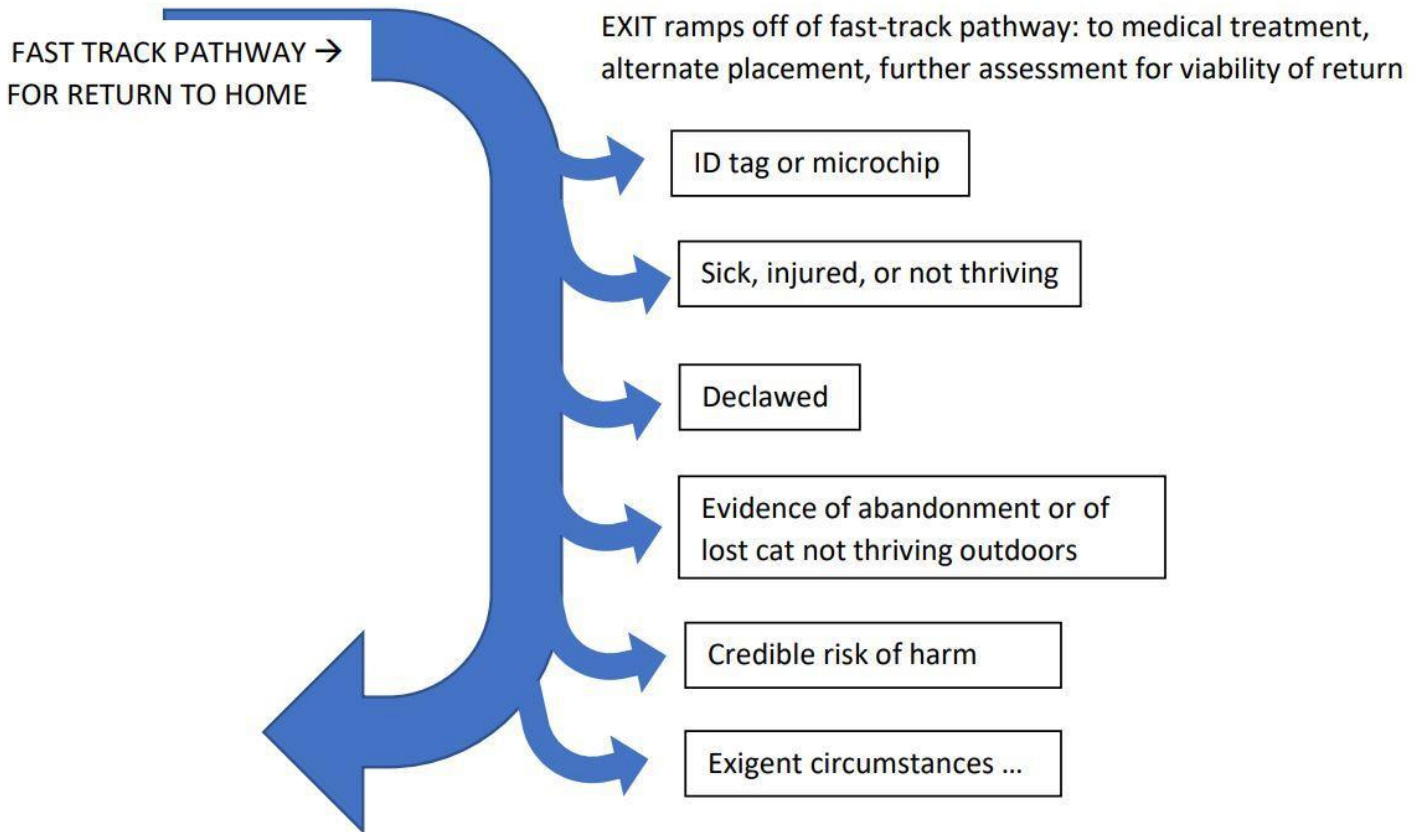 FAST TRACK PATHWAY →
FOR RETURN TO HOME
EXIT ramps off of fast-track pathway: to medical treatment,
alternate placement, further assessment for viability of return
ID tag or microchip
Sick, injured, or not thriving
Declawed
Evidence of abandonment or of
lost cat not thriving outdoors
Credible risk of harm
Exigent circumstances ...